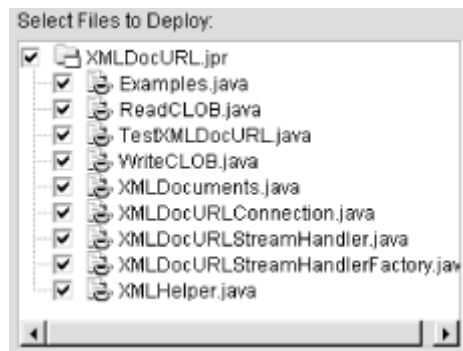 Select Files to Deploy:
XMLDocURL.jpr
Examples.java
ReadCLOB.java
TestXMLDocURL.java
WriteCLOB.java
XMLDocuments.java
XMLDocURLConnection.java
XMLDocURLStreamHandler.java
XMLDocURLStreamHandlerFactory.jav
XMLHelper.java